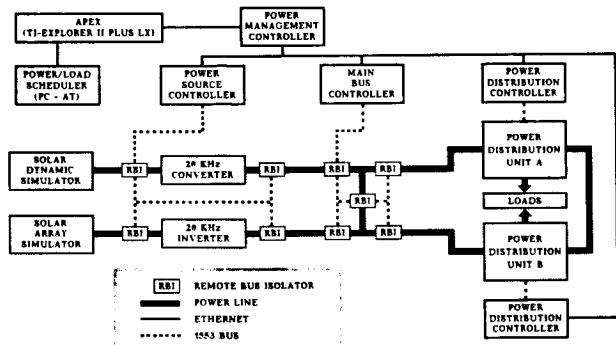 APEX
(TI-EXPLORER II PLUS LX)
POWER
MANAGEMENT
CONTROLLER
POWER/LOAD
SCHEDULER
(PC - AT)
POWER
SOURCE
CONTROLLER
MAIN
BUS
CONTROLLER
POWER
DISTRIBUTION
CONTROLLER
SOLAR
DYNAMIC
SIMULATOR
RBI
20 KHz
CONVERTER
RBI
RBI
RBI
POWER
DISTRIBUTION
UNIT A
RBI
LOADS
SOLAR
ARRAY
SIMULATOR
RBI
20 KHz
INVERTER
RBI
RBI
RBI
POWER
DISTRIBUTION
UNIT B
RBI REMOTE BUS ISOLATOR
POWER LINE
ETHERNET
1553 BUS
POWER
DISTRIBUTION
CONTROLLER